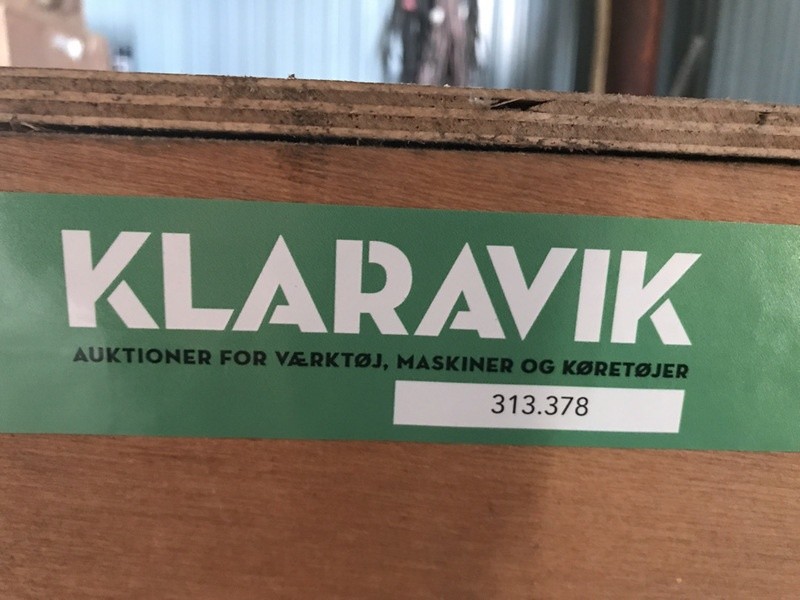 KLARAVIK
AUKTIONER FOR VÆRKTØJ, MASKINER OG KØRETØJER
313.378